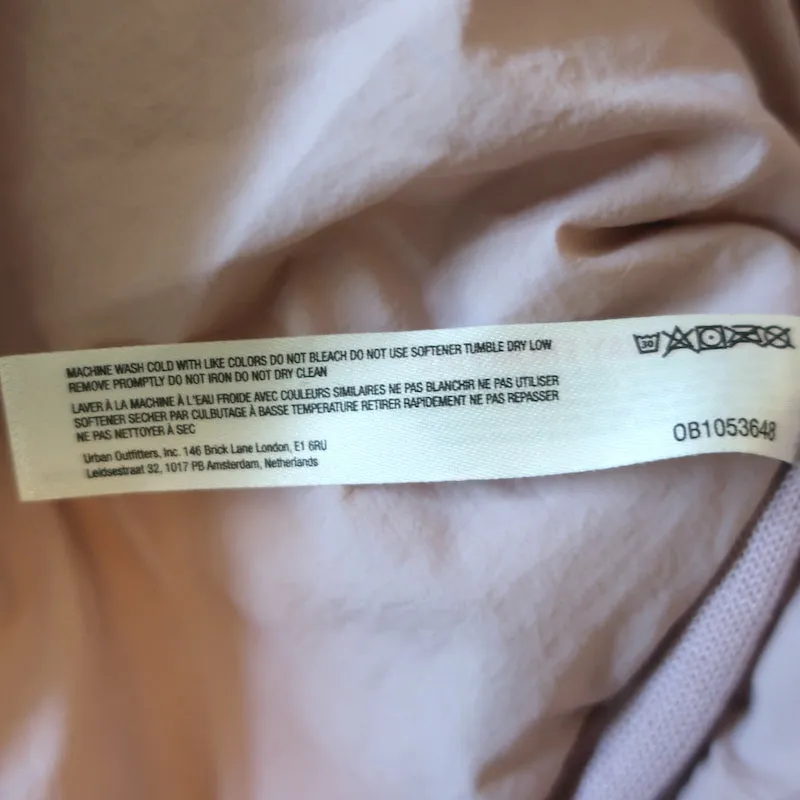 MACHINE WASH COLD WITH LIKE COLORS DO NOT BLEACH DO NOT USE SOFTENER TUMBLE DRY LOW
REMOVE PROMPTLY DO NOT IRON DO NOT DRY CLEAN
LAVER À LA MACHINE À L'EAU FROIDE AVEC COULEURS SIMILAIRES NE PAS BLANCHIR NE PAS UTILISER
SOFTENER SECHER PAR CULBUTAGE À BASSE TEMPERATURE RETIRER RAPIDEMENT NE PAS REPASSER
NE PAS NETTOYER À SEC
Urban Outfitters, Inc. 146 Brick Lane London, E1 6RU
Leidsestraat 32, 1017 PB Amsterdam, Netherlands
30
OB1053648